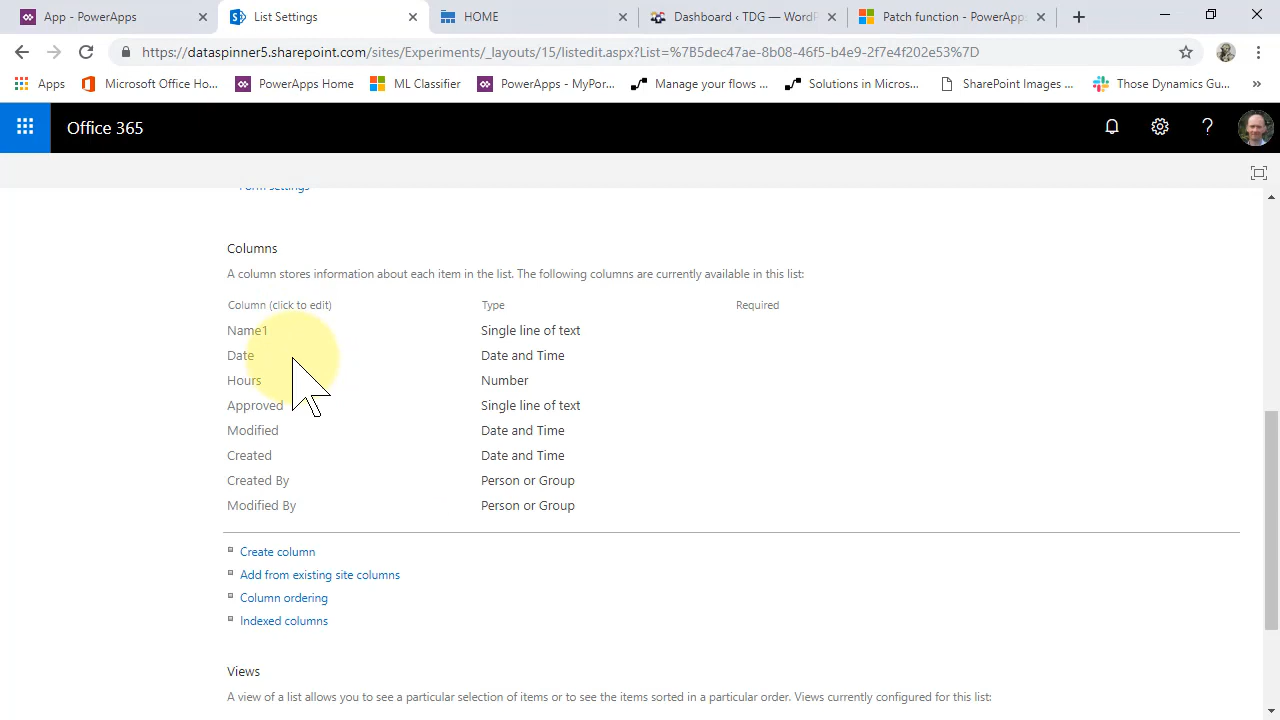 App - PowerApps
List Settings
HOME
Dashboard ‹ TDG — WordP
Patch function - PowerApps
https://dataspinner5.sharepoint.com/sites/Experiments/_layouts/15/listedit.aspx?List=%7B5dec47ae-8b08-46f5-b4e9-2f7e4f202e53%7D
Apps
Microsoft Office Ho...
PowerApps Home
ML Classifier
PowerApps - MyPor...
Manage your flows ...
Solutions in Micros...
SharePoint Images ...
Those Dynamics Gu...
»
Office 365
Form settings
Columns
A column stores information about each item in the list. The following columns are currently available in this list:
Column (click to edit) Type Required
Name1 Single line of text
Date Date and Time
Hours Number
Approved Single line of text
Modified Date and Time
Created Date and Time
Created By Person or Group
Modified By Person or Group
Create column
Add from existing site columns
Column ordering
Indexed columns
Views
A view of a list allows you to see a particular selection of items or to see the items sorted in a particular order. Views currently configured for this list: